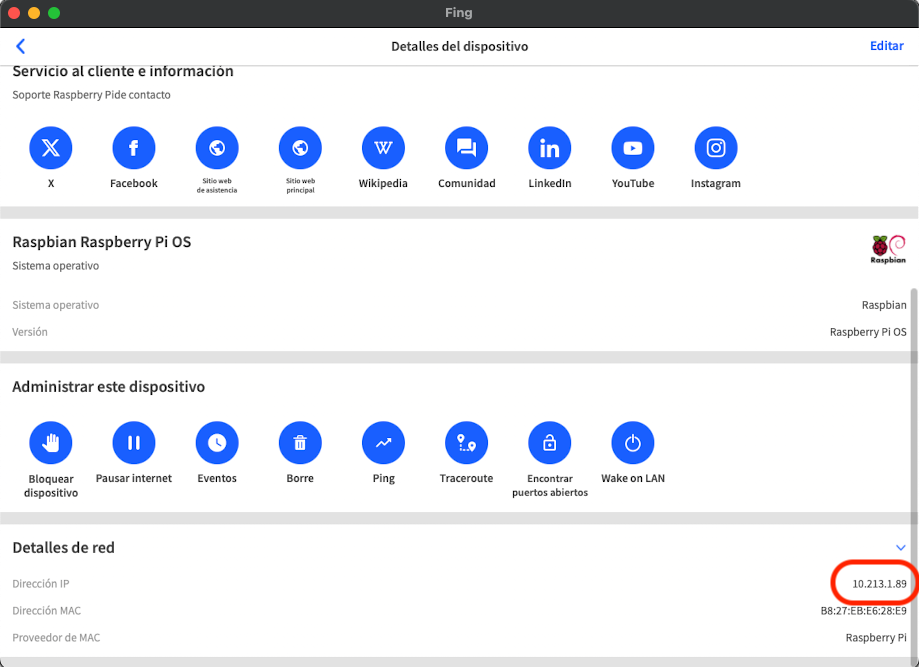 Fing
Detalles del dispositivo
Editar
Servicio al cliente e información
Soporte Raspberry Pide contacto
X
Facebook
Sitio web
de asistencia
Sitio web
principal
Wikipedia
Comunidad
LinkedIn
YouTube
Instagram
Raspbian Raspberry Pi OS
Sistema operativo
Raspbian
Sistema operativo
Raspbian
Versión
Raspberry Pi OS
Administrar este dispositivo
Bloquear
dispositivo
Pausar internet
Eventos
Borre
Ping
Traceroute
Encontrar
puertos abiertos
Wake on LAN
Detalles de red
Dirección IP
10.213.1.89
Dirección MAC
B8:27:EB:E6:28:E9
Proveedor de MAC
Raspberry Pi